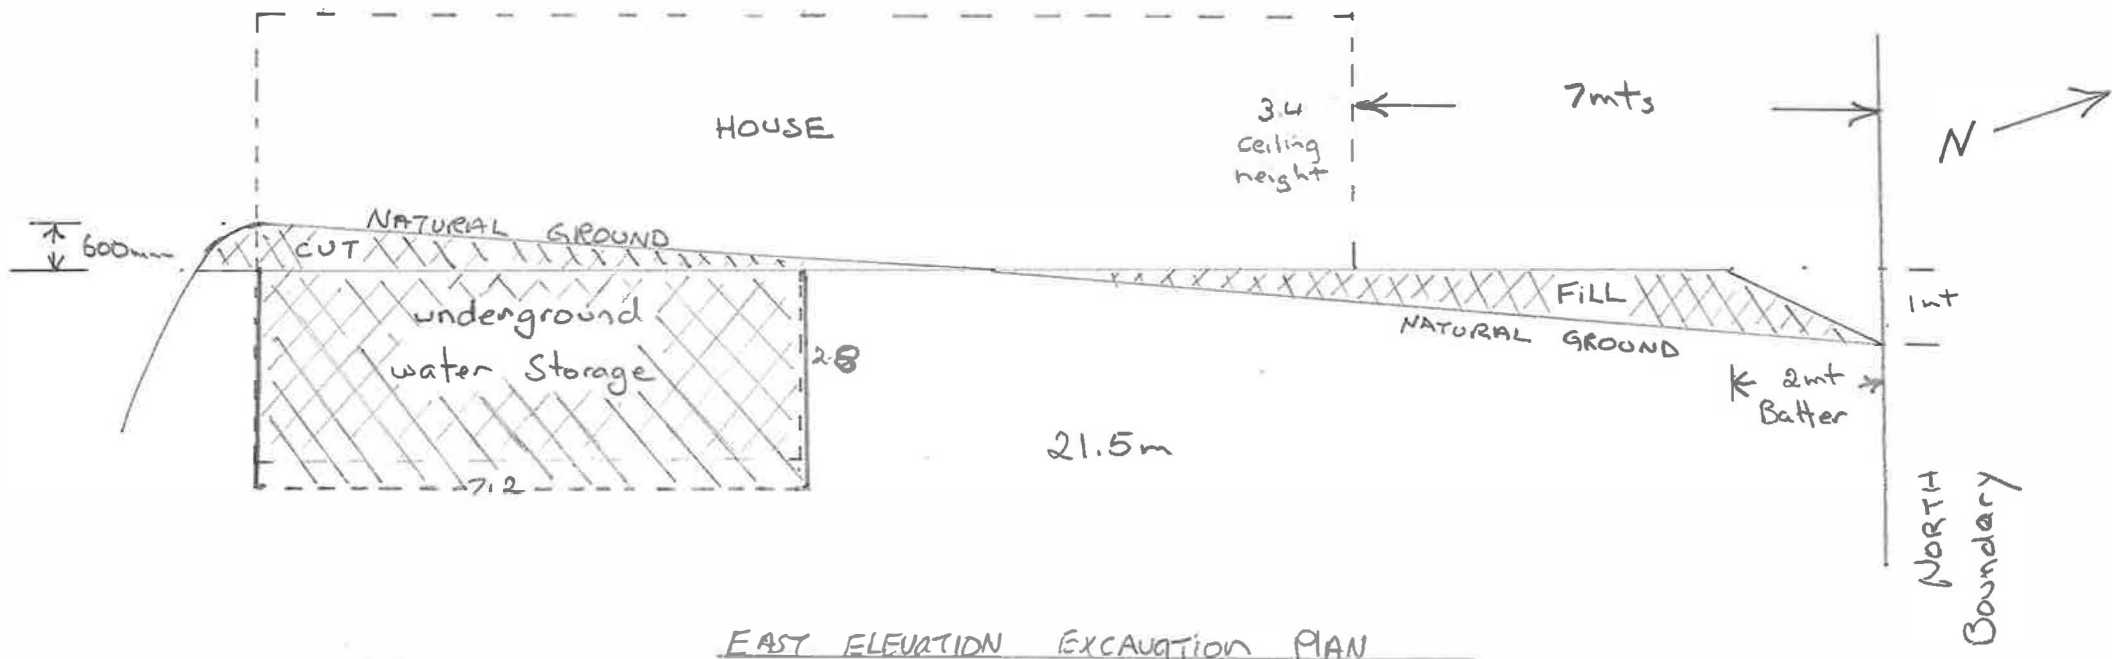 HOUSE
3.4
ceiling
height
7mts
N
600mm
NATURAL GROUND
CUT
underground
water Storage
2.8
7.2
FILL
NATURAL GROUND
1mt
2mt
Batter
21.5m
NORTH
Boundary
EAST ELEVATION EXCAVATION PLAN